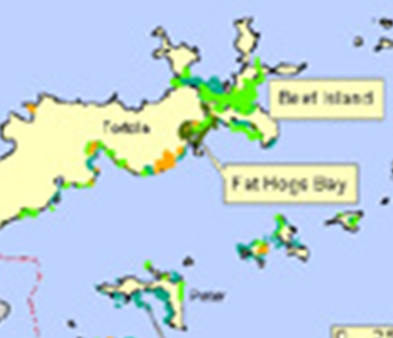 Beef Island
Tortola
Fat Hogs Bay
Peter